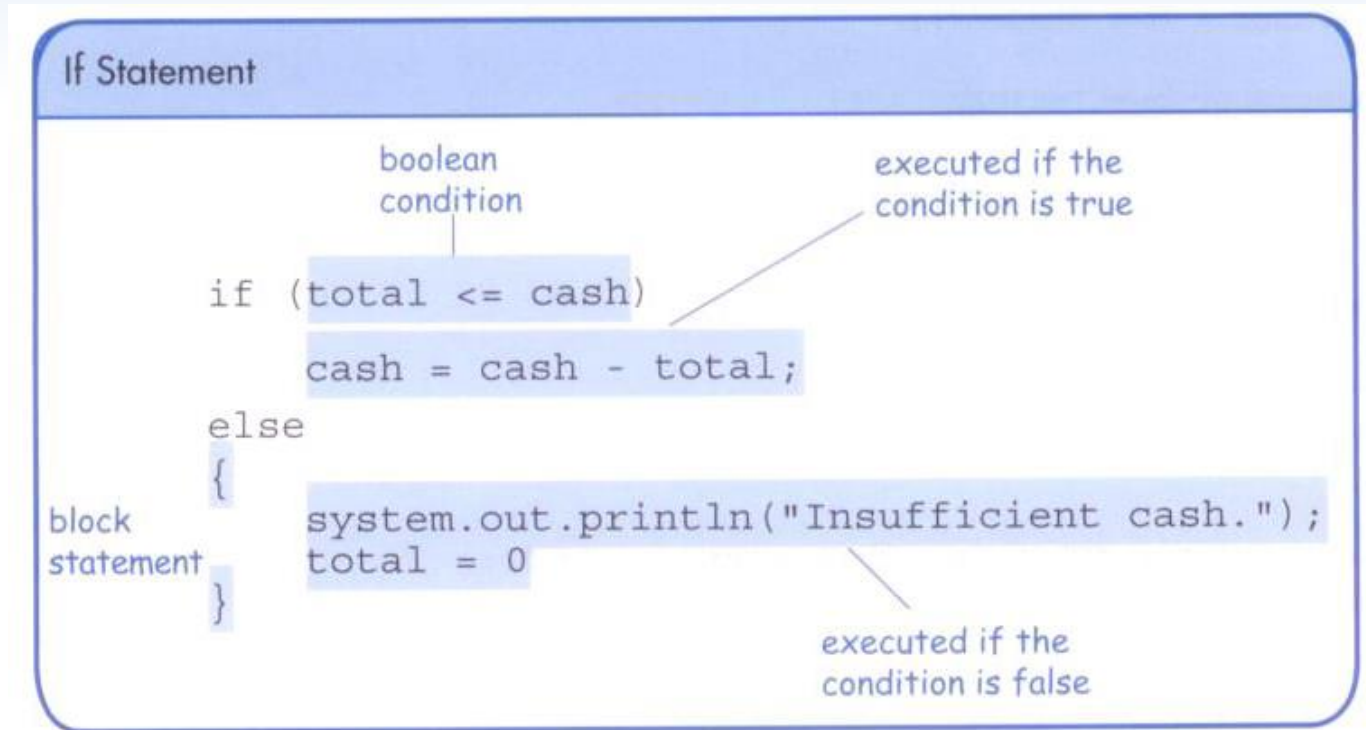 If Statement
boolean
condition
executed if the
condition is true
if (total <= cash)
cash = cash - total;
else
{
block
statement
system.out.println("Insufficient cash.");
total = 0
}
executed if the
condition is false